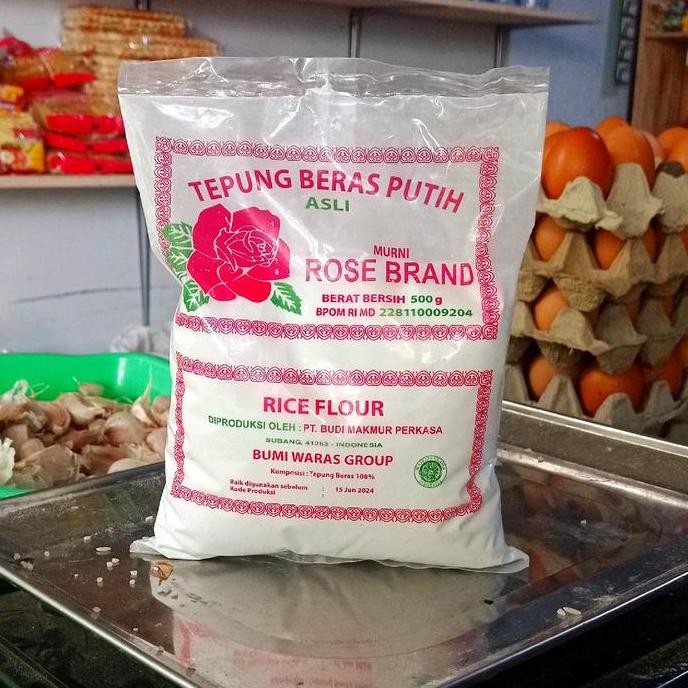 TEPUNG BERAS PUTIH
ASLI
MURNI
ROSE BRAND
BERAT BERSIH 500 g
BPOM RI MD 228110009204
RICE FLOUR
DIPRODUKSI OLEH : PT. BUDI MAKMUR PERKASA
SUBANG, 41263 - INDONESIA
BUMI WARAS GROUP
Komposisi : Tepung Beras 100%
Baik digunakan sebelum : 15 Jun 2024
Kode Produksi :